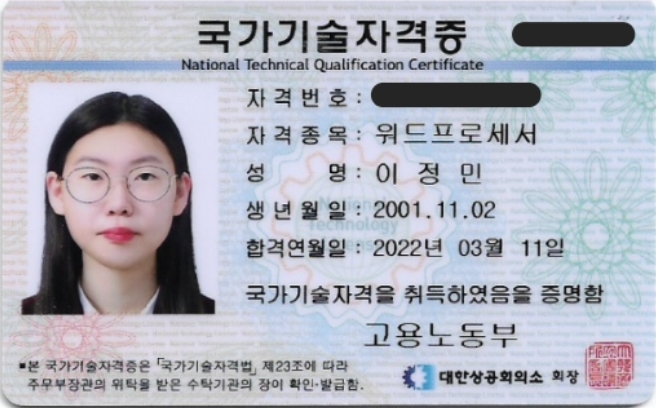 국가기술자격증
National Technical Qualification Certificate
자격번호 :
자격종목 : 워드프로세서
성 명 : 이 정 민
생년월일 : 2001.11.02
합격연월일 : 2022년 03월 11일
국가기술자격을 취득하였음을 증명함
고용노동부
■본 국가기술자격증은 「국가기술자격법」 제23조에 따라
주무부장관의 위탁을 받은 수탁기관의 장이 확인·발급함.
대한상공회의소 회장